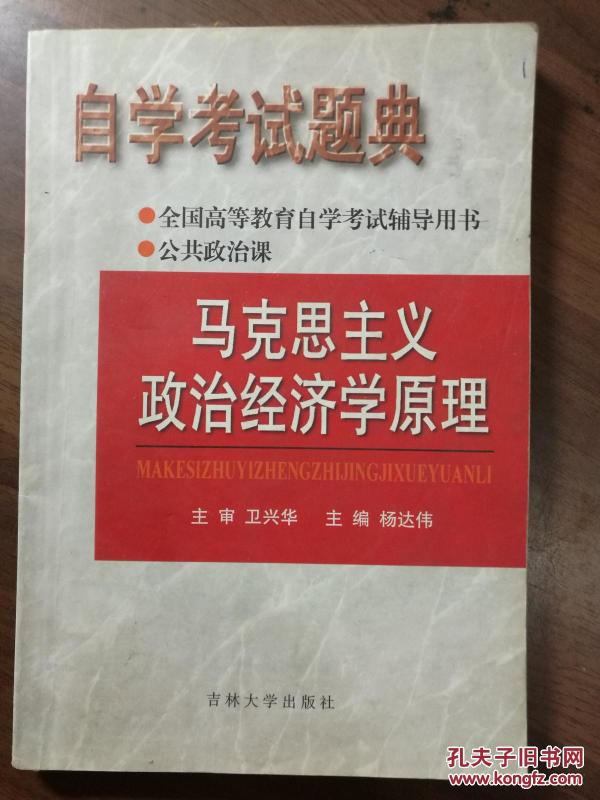 自学考试题典
●全国高等教育自学考试辅导用书
●公共政治课
马克思主义
政治经济学原理
MAKESIZHUYIZHENGZHIJINGJIXUEYUANLI
主 审 卫兴华 主 编 杨达伟
吉林大学出版社
孔夫子旧书网
www.kongfz.com